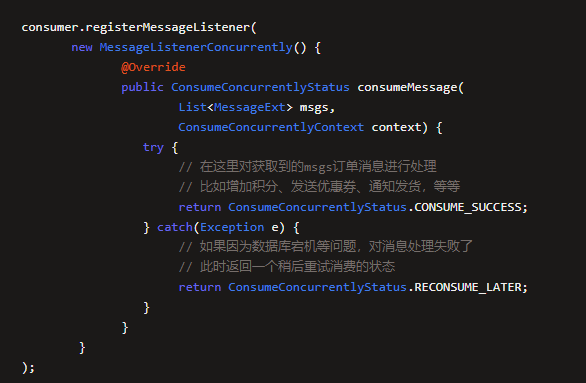 consumer.registerMessageListener(
new MessageListenerConcurrently() {
@Override
public ConsumeConcurrentlyStatus consumeMessage(
List<MessageExt> msgs,
ConsumeConcurrentlyContext context) {
try {
// 在这里对获取到的msgs订单消息进行处理
// 比如增加积分、发送优惠券、通知发货，等等
return ConsumeConcurrentlyStatus.CONSUME_SUCCESS;
} catch(Exception e) {
// 如果因为数据库宕机等问题，对消息处理失败了
// 此时返回一个稍后重试消费的状态
return ConsumeConcurrentlyStatus.RECONSUME_LATER;
}
}
}
);